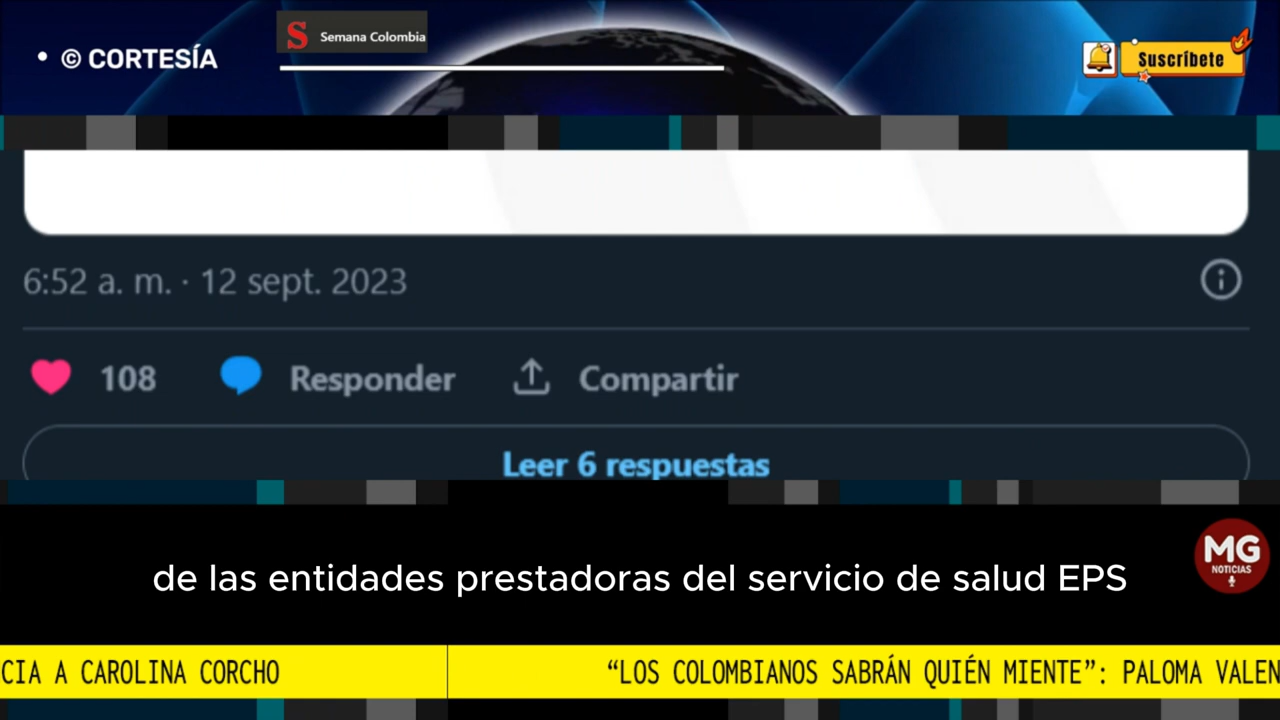 • © CORTESÍA
S Semana Colombia
Suscríbete
6:52 a. m. · 12 sept. 2023
108 Responder Compartir
Leer 6 respuestas
de las entidades prestadoras del servicio de salud EPS
MG
NOTICIAS
CIA A CAROLINA CORCHO “LOS COLOMBIANOS SABRÁN QUIÉN MIENTE”: PALOMA VALEN